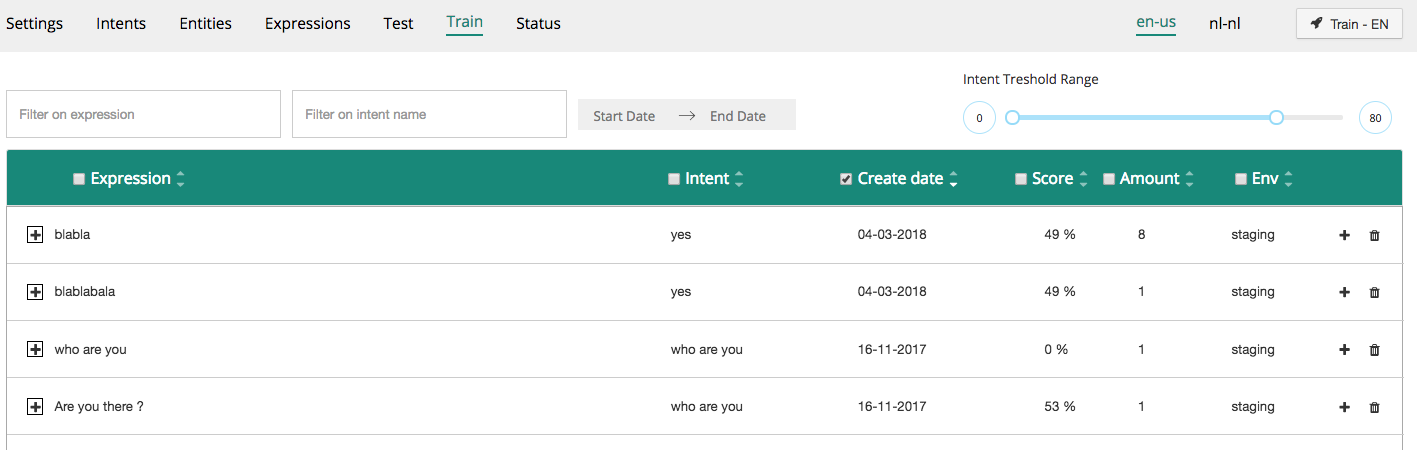 Settings Intents Entities Expressions Test Train Status en-us nl-nl Train - EN
Intent Treshold Range
Filter on expression Filter on intent name Start Date → End Date 0 80
Expression Intent Create date Score Amount Env
blabla yes 04-03-2018 49 % 8 staging
blablabala yes 04-03-2018 49 % 1 staging
who are you who are you 16-11-2017 0 % 1 staging
Are you there ? who are you 16-11-2017 53 % 1 staging